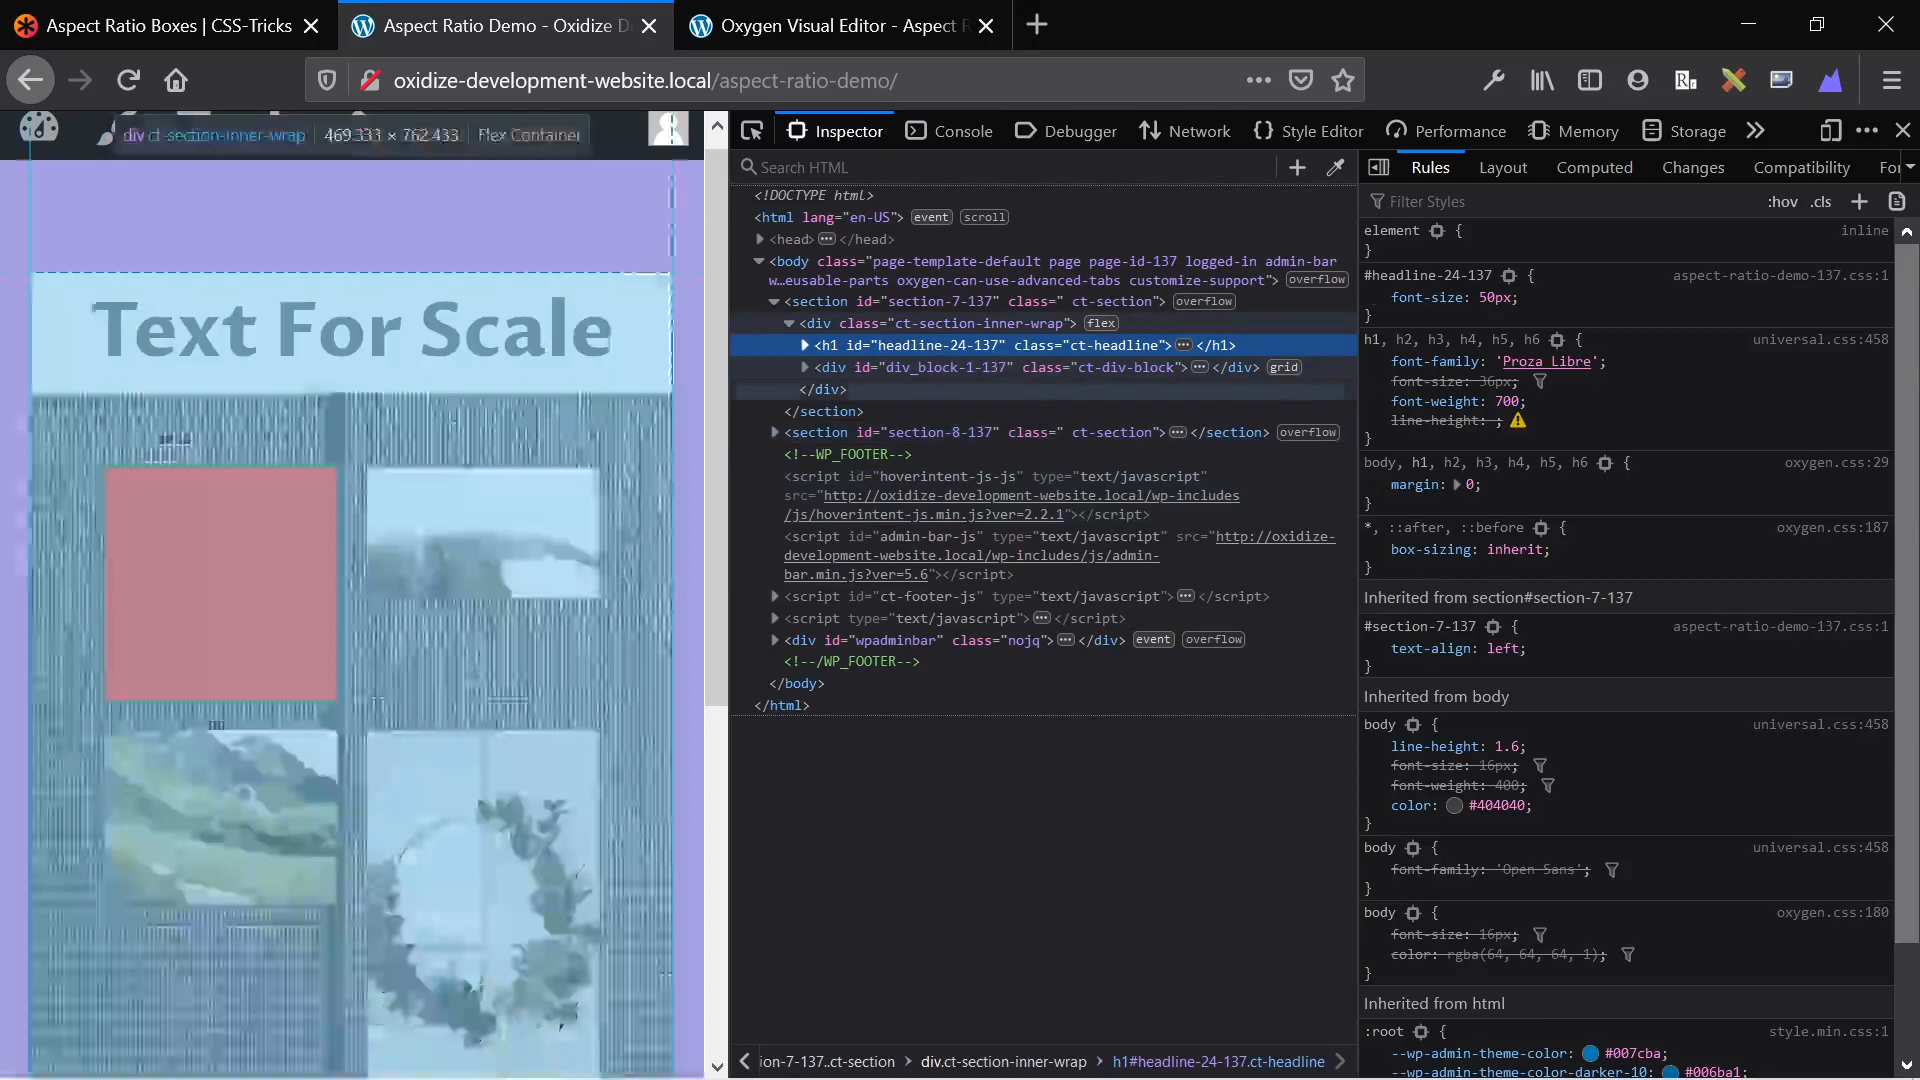 Aspect Ratio Boxes | CSS-Tricks
Aspect Ratio Demo - Oxidize D
Oxygen Visual Editor - Aspect R
oxidize-development-website.local/aspect-ratio-demo/
div.ct-section-inner-wrap | 469.333 × 762.433 | Flex Container
Text For Scale
Inspector
Console
Debugger
Network
Style Editor
Performance
Memory
Storage
Search HTML
<!DOCTYPE html>
<html lang="en-US"> event scroll
<head> ••• </head>
<body class="page-template-default page page-id-137 logged-in admin-bar
w…eusable-parts oxygen-can-use-advanced-tabs customize-support"> overflow
<section id="section-7-137" class=" ct-section"> overflow
<div class="ct-section-inner-wrap"> flex
<h1 id="headline-24-137" class="ct-headline"> ••• </h1>
<div id="div_block-1-137" class="ct-div-block"> ••• </div> grid
</div>
</section>
<section id="section-8-137" class=" ct-section"> ••• </section> overflow
<!--WP_FOOTER-->
<script id="hoverintent-js-js" type="text/javascript"
src="http://oxidize-development-website.local/wp-includes
/js/hoverintent-js.min.js?ver=2.2.1"></script>
<script id="admin-bar-js" type="text/javascript" src="http://oxidize-
development-website.local/wp-includes/js/admin-
bar.min.js?ver=5.6"></script>
<script id="ct-footer-js" type="text/javascript"> ••• </script>
<script type="text/javascript"> ••• </script>
<div id="wpadminbar" class="nojq"> ••• </div> event overflow
<!--/WP_FOOTER-->
</body>
</html>
ion-7-137.ct-section > div.ct-section-inner-wrap > h1#headline-24-137.ct-headline
Rules
Layout
Computed
Changes
Compatibility
Fo
Filter Styles
:hov .cls +
element { inline
}
#headline-24-137 { aspect-ratio-demo-137.css:1
font-size: 50px;
}
h1, h2, h3, h4, h5, h6 { universal.css:458
font-family: 'Proza Libre';
font-size: 36px;
font-weight: 700;
line-height: ;
}
body, h1, h2, h3, h4, h5, h6 { oxygen.css:29
margin: 0;
}
*, ::after, ::before { oxygen.css:187
box-sizing: inherit;
}
Inherited from section#section-7-137
#section-7-137 { aspect-ratio-demo-137.css:1
text-align: left;
}
Inherited from body
body { universal.css:458
line-height: 1.6;
font-size: 16px;
font-weight: 400;
color: #404040;
}
body { universal.css:458
font-family: 'Open Sans';
}
body { oxygen.css:180
font-size: 16px;
color: rgba(64, 64, 64, 1);
}
Inherited from html
:root { style.min.css:1
--wp-admin-theme-color: #007cba;
--wp-admin-theme-color-darker-10: #006ba1;